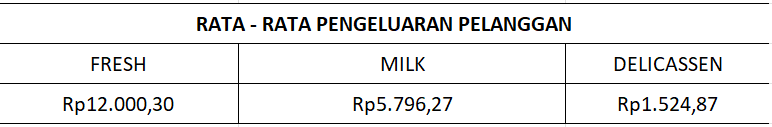 RATA - RATA PENGELUARAN PELANGGAN
FRESH MILK DELICASSEN
Rp12.000,30 Rp5.796,27 Rp1.524,87